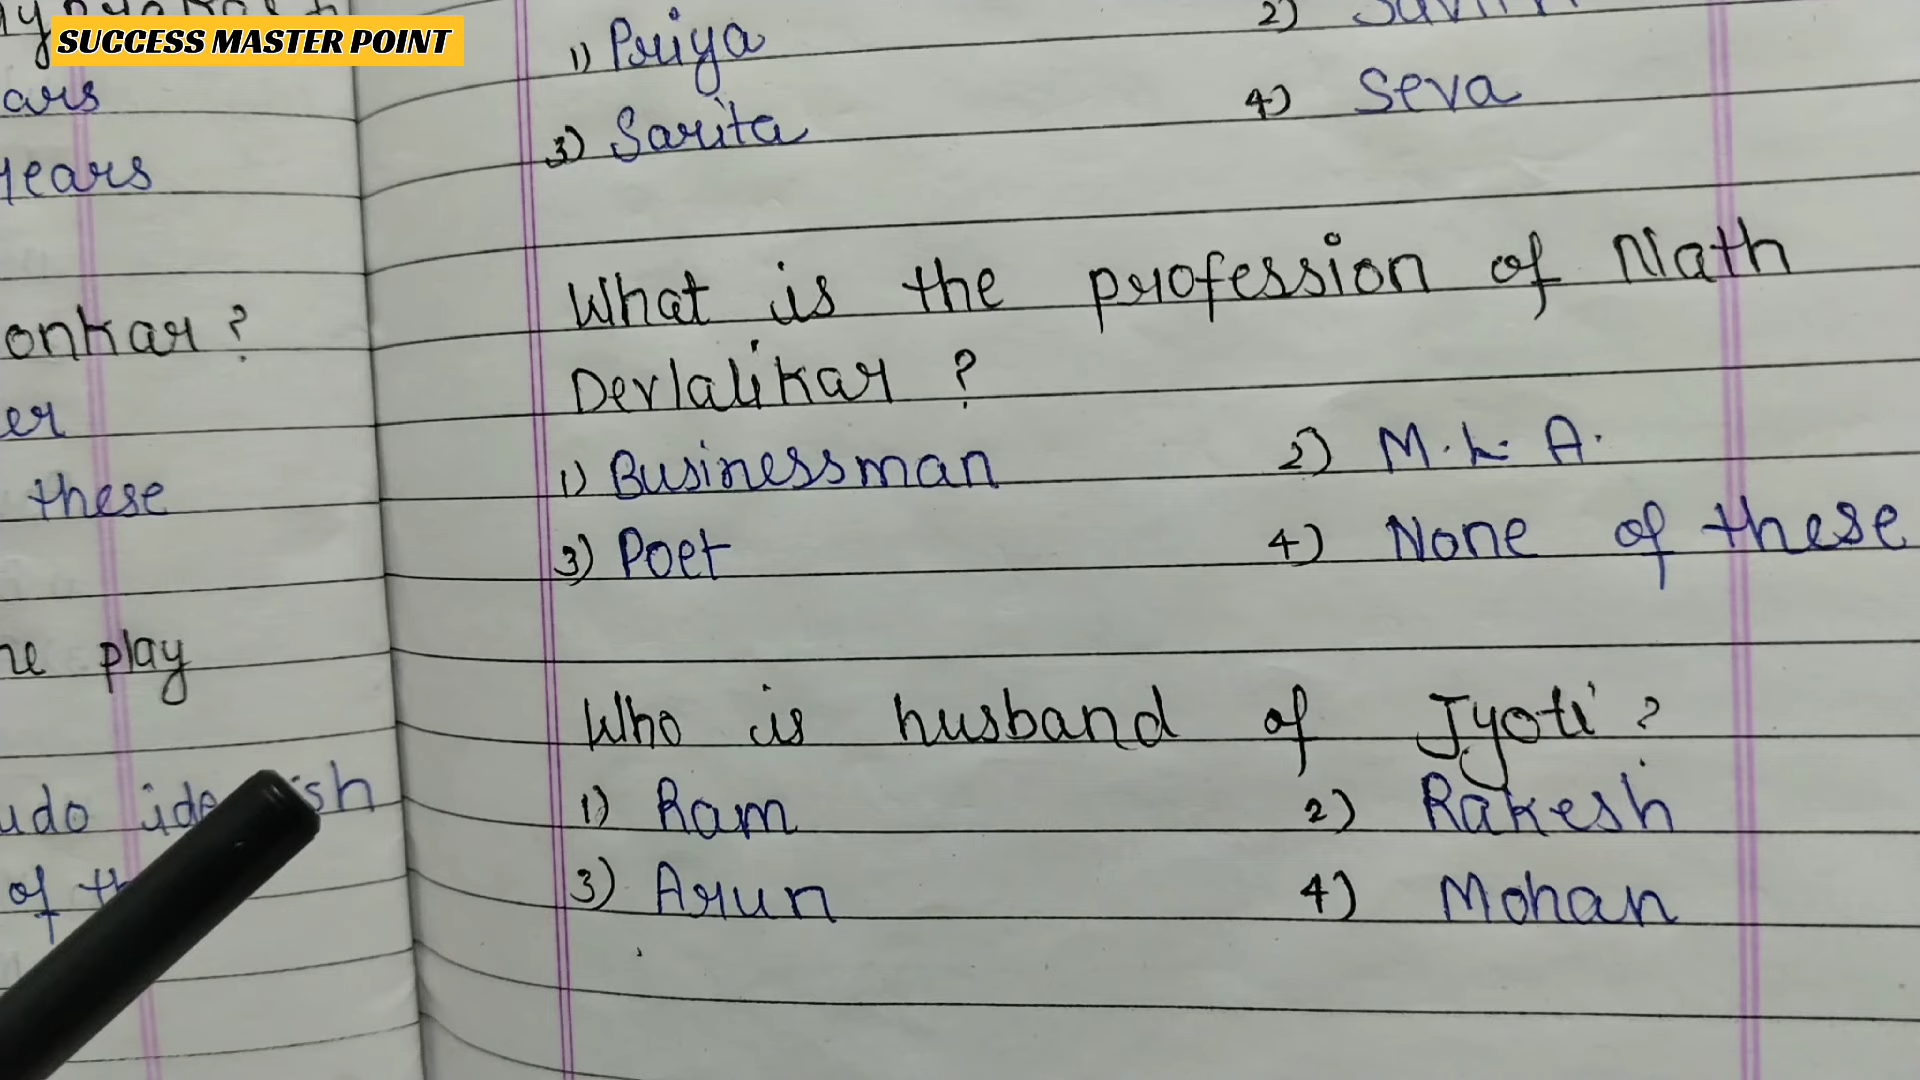 SUCCESS MASTER POINT
ars
years
onkar ?
er
these
play
of
1) Priya
2)
3) Sarita
4) Seva
What is the profession of Nath
Devlalikar ?
1) Businessman
2) M.L.A.
3) Poet
4) None of these
Who is husband of Jyoti ?
1) Ram
2) Rakesh
3) Arun
4) Mohan